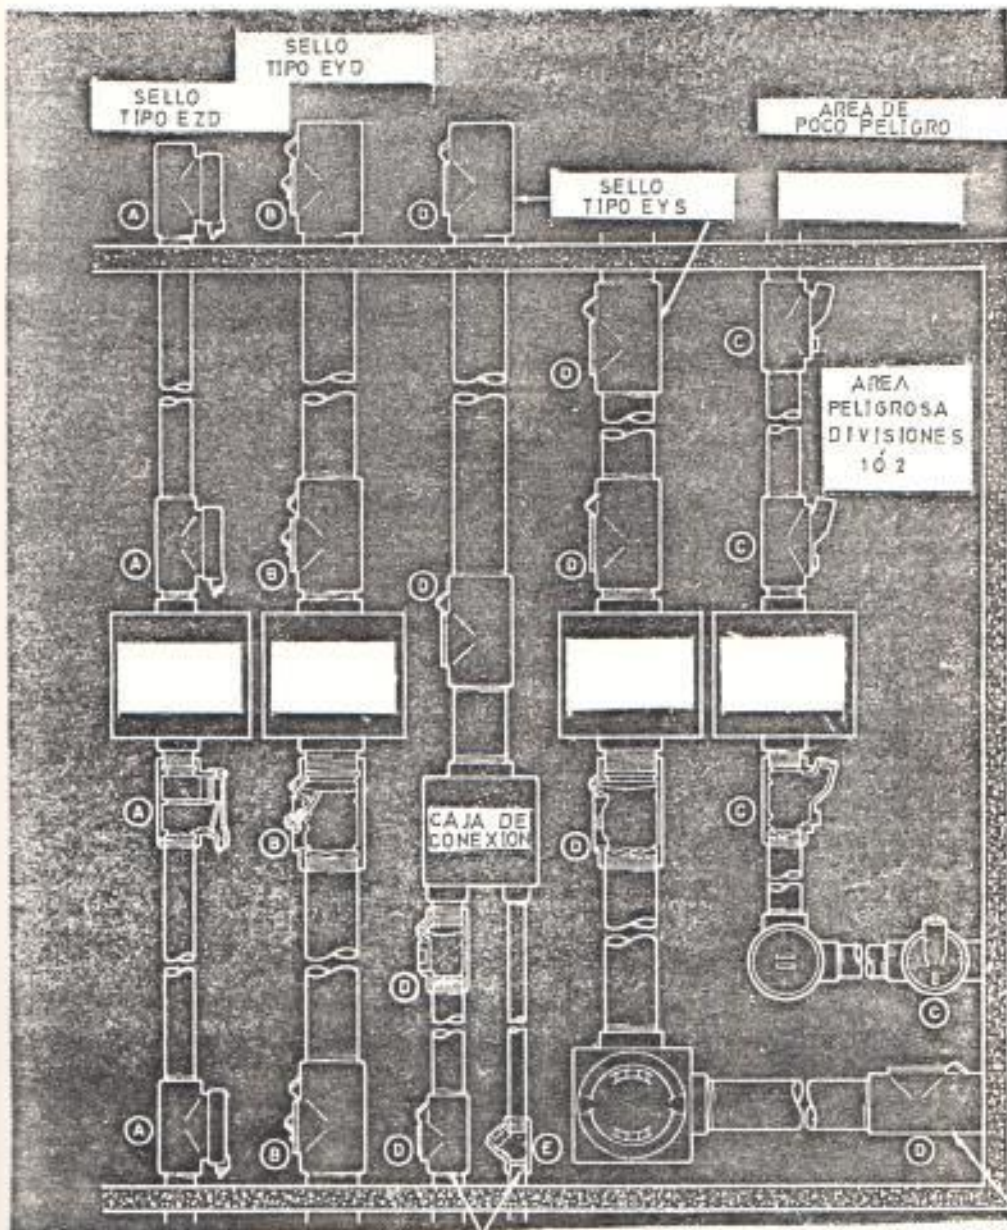 SELLO
TIPO EYD
SELLO
TIPO EZD
AREA DE
POCO PELIGRO
SELLO
TIPO EYS
A
B
D
D
C
AREA
PELIGROSA
DIVISIONES
1Ó 2
A
B
D
D
C
A
B
CAJA DE
CONEXION
D
C
D
C
A
B
D
E
D